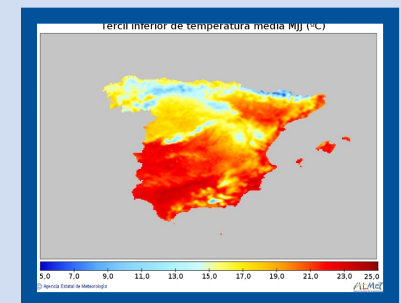 Tercil inferior de temperatura media MJJ (ºC)
5,0 7,0 9,0 11,0 13,0 15,0 17,0 19,0 21,0 23,0 25,0
© Agencia Estatal de Meteorología
AEMet